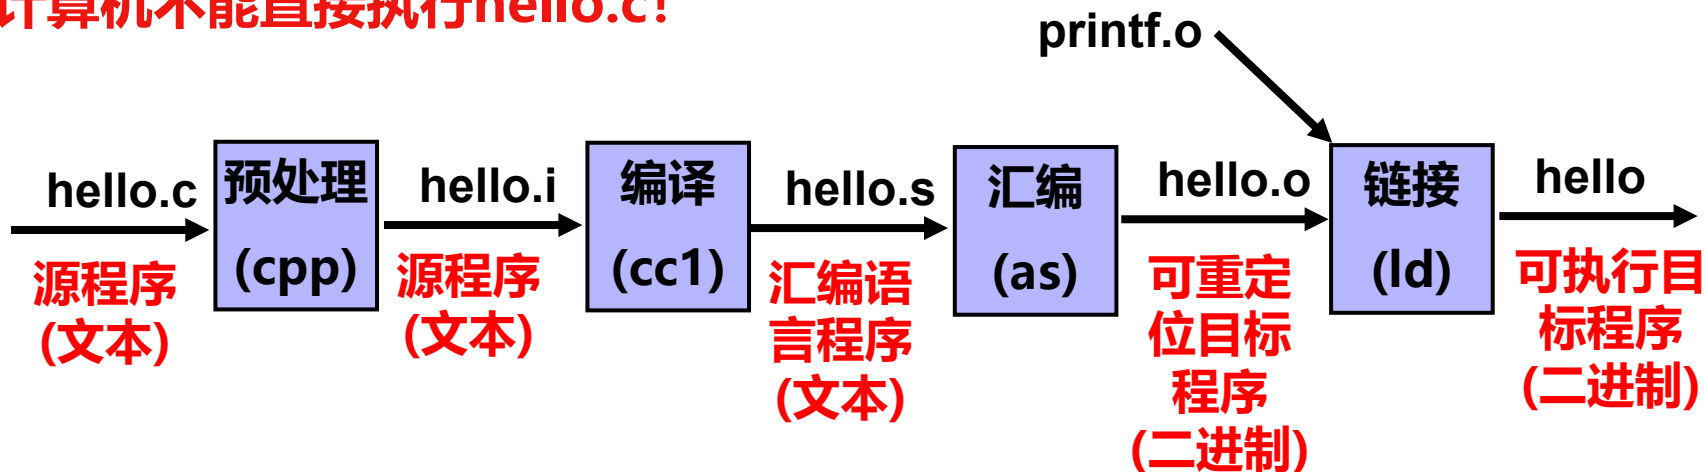 计算机不能直接执行hello.c!
printf.o
hello.c
预处理
(cpp)
hello.i
编译
(cc1)
hello.s
汇编
(as)
hello.o
链接
(ld)
hello
源程序
(文本)
源程序
(文本)
汇编语
言程序
(文本)
可重定
位目标
程序
(二进制)
可执行目
标程序
(二进制)